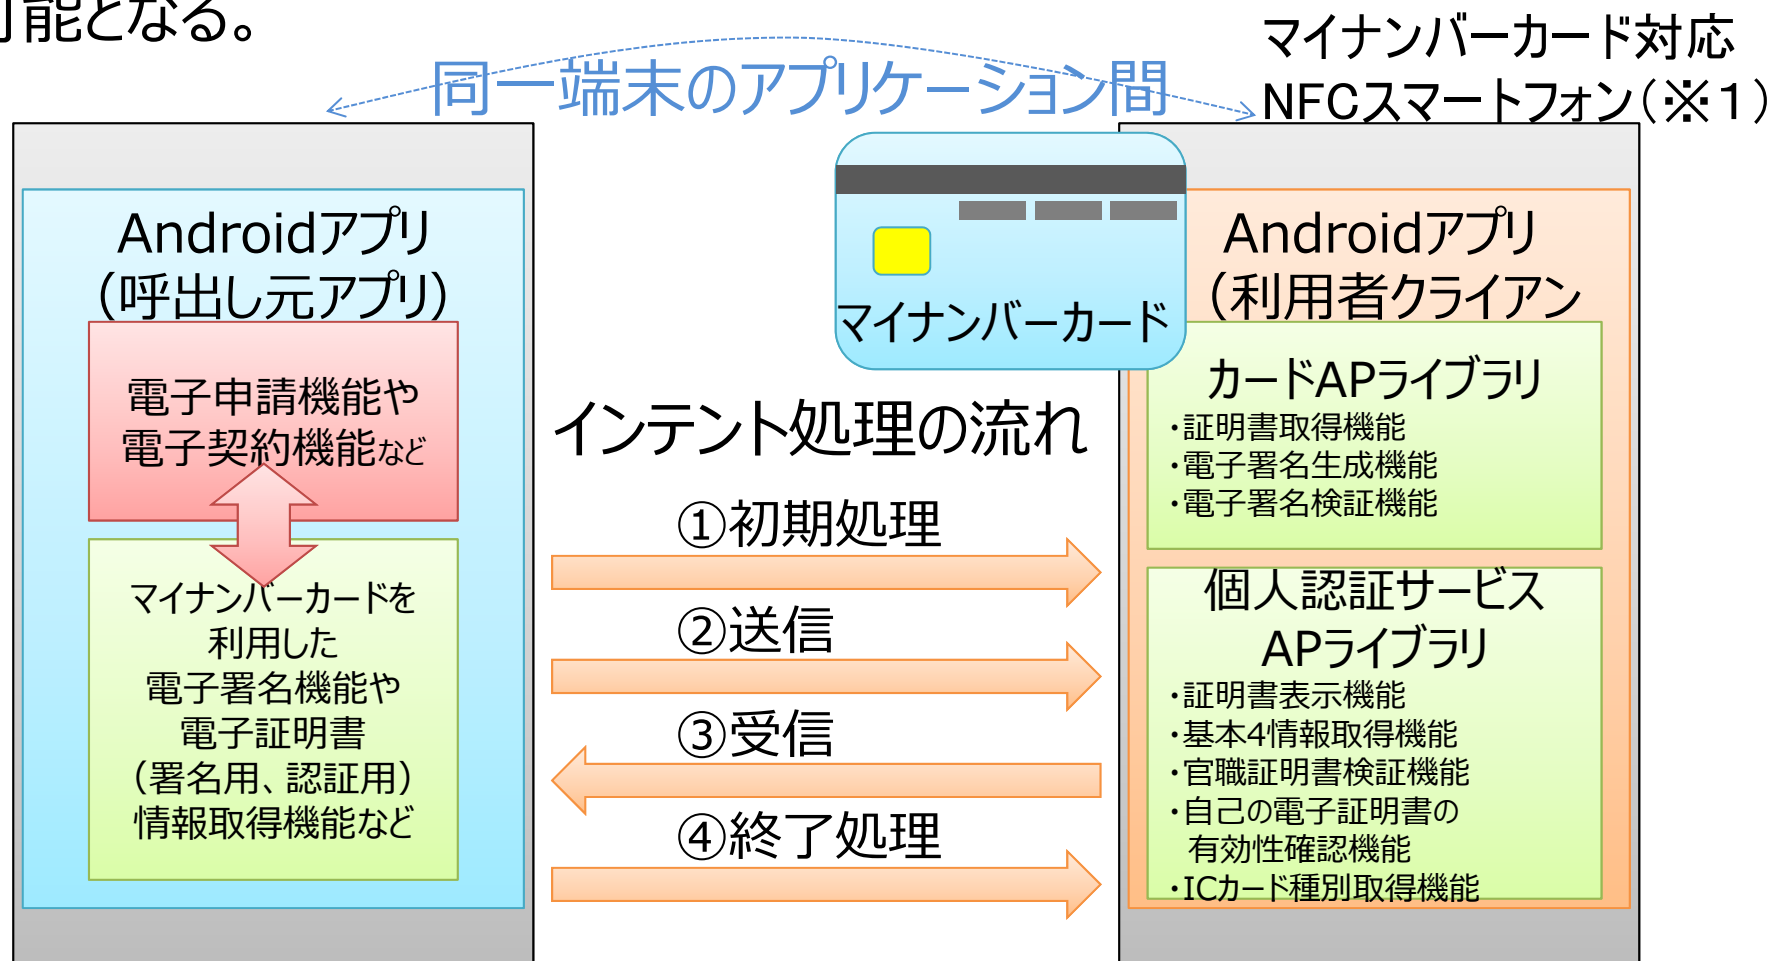 可能となる。
マイナンバーカード対応
NFCスマートフォン（※１）
同一端末のアプリケーション間
Androidアプリ
（呼出し元アプリ）
電子申請機能や
電子契約機能など
マイナンバーカードを
利用した
電子署名機能や
電子証明書
（署名用、認証用）
情報取得機能など
マイナンバーカード
インテント処理の流れ
①初期処理
②送信
③受信
④終了処理
Androidアプリ
（利用者クライアン
カードAPライブラリ
・証明書取得機能
・電子署名生成機能
・電子署名検証機能
個人認証サービス
APライブラリ
・証明書表示機能
・基本4情報取得機能
・官職証明書検証機能
・自己の電子証明書の
有効性確認機能
・ICカード種別取得機能